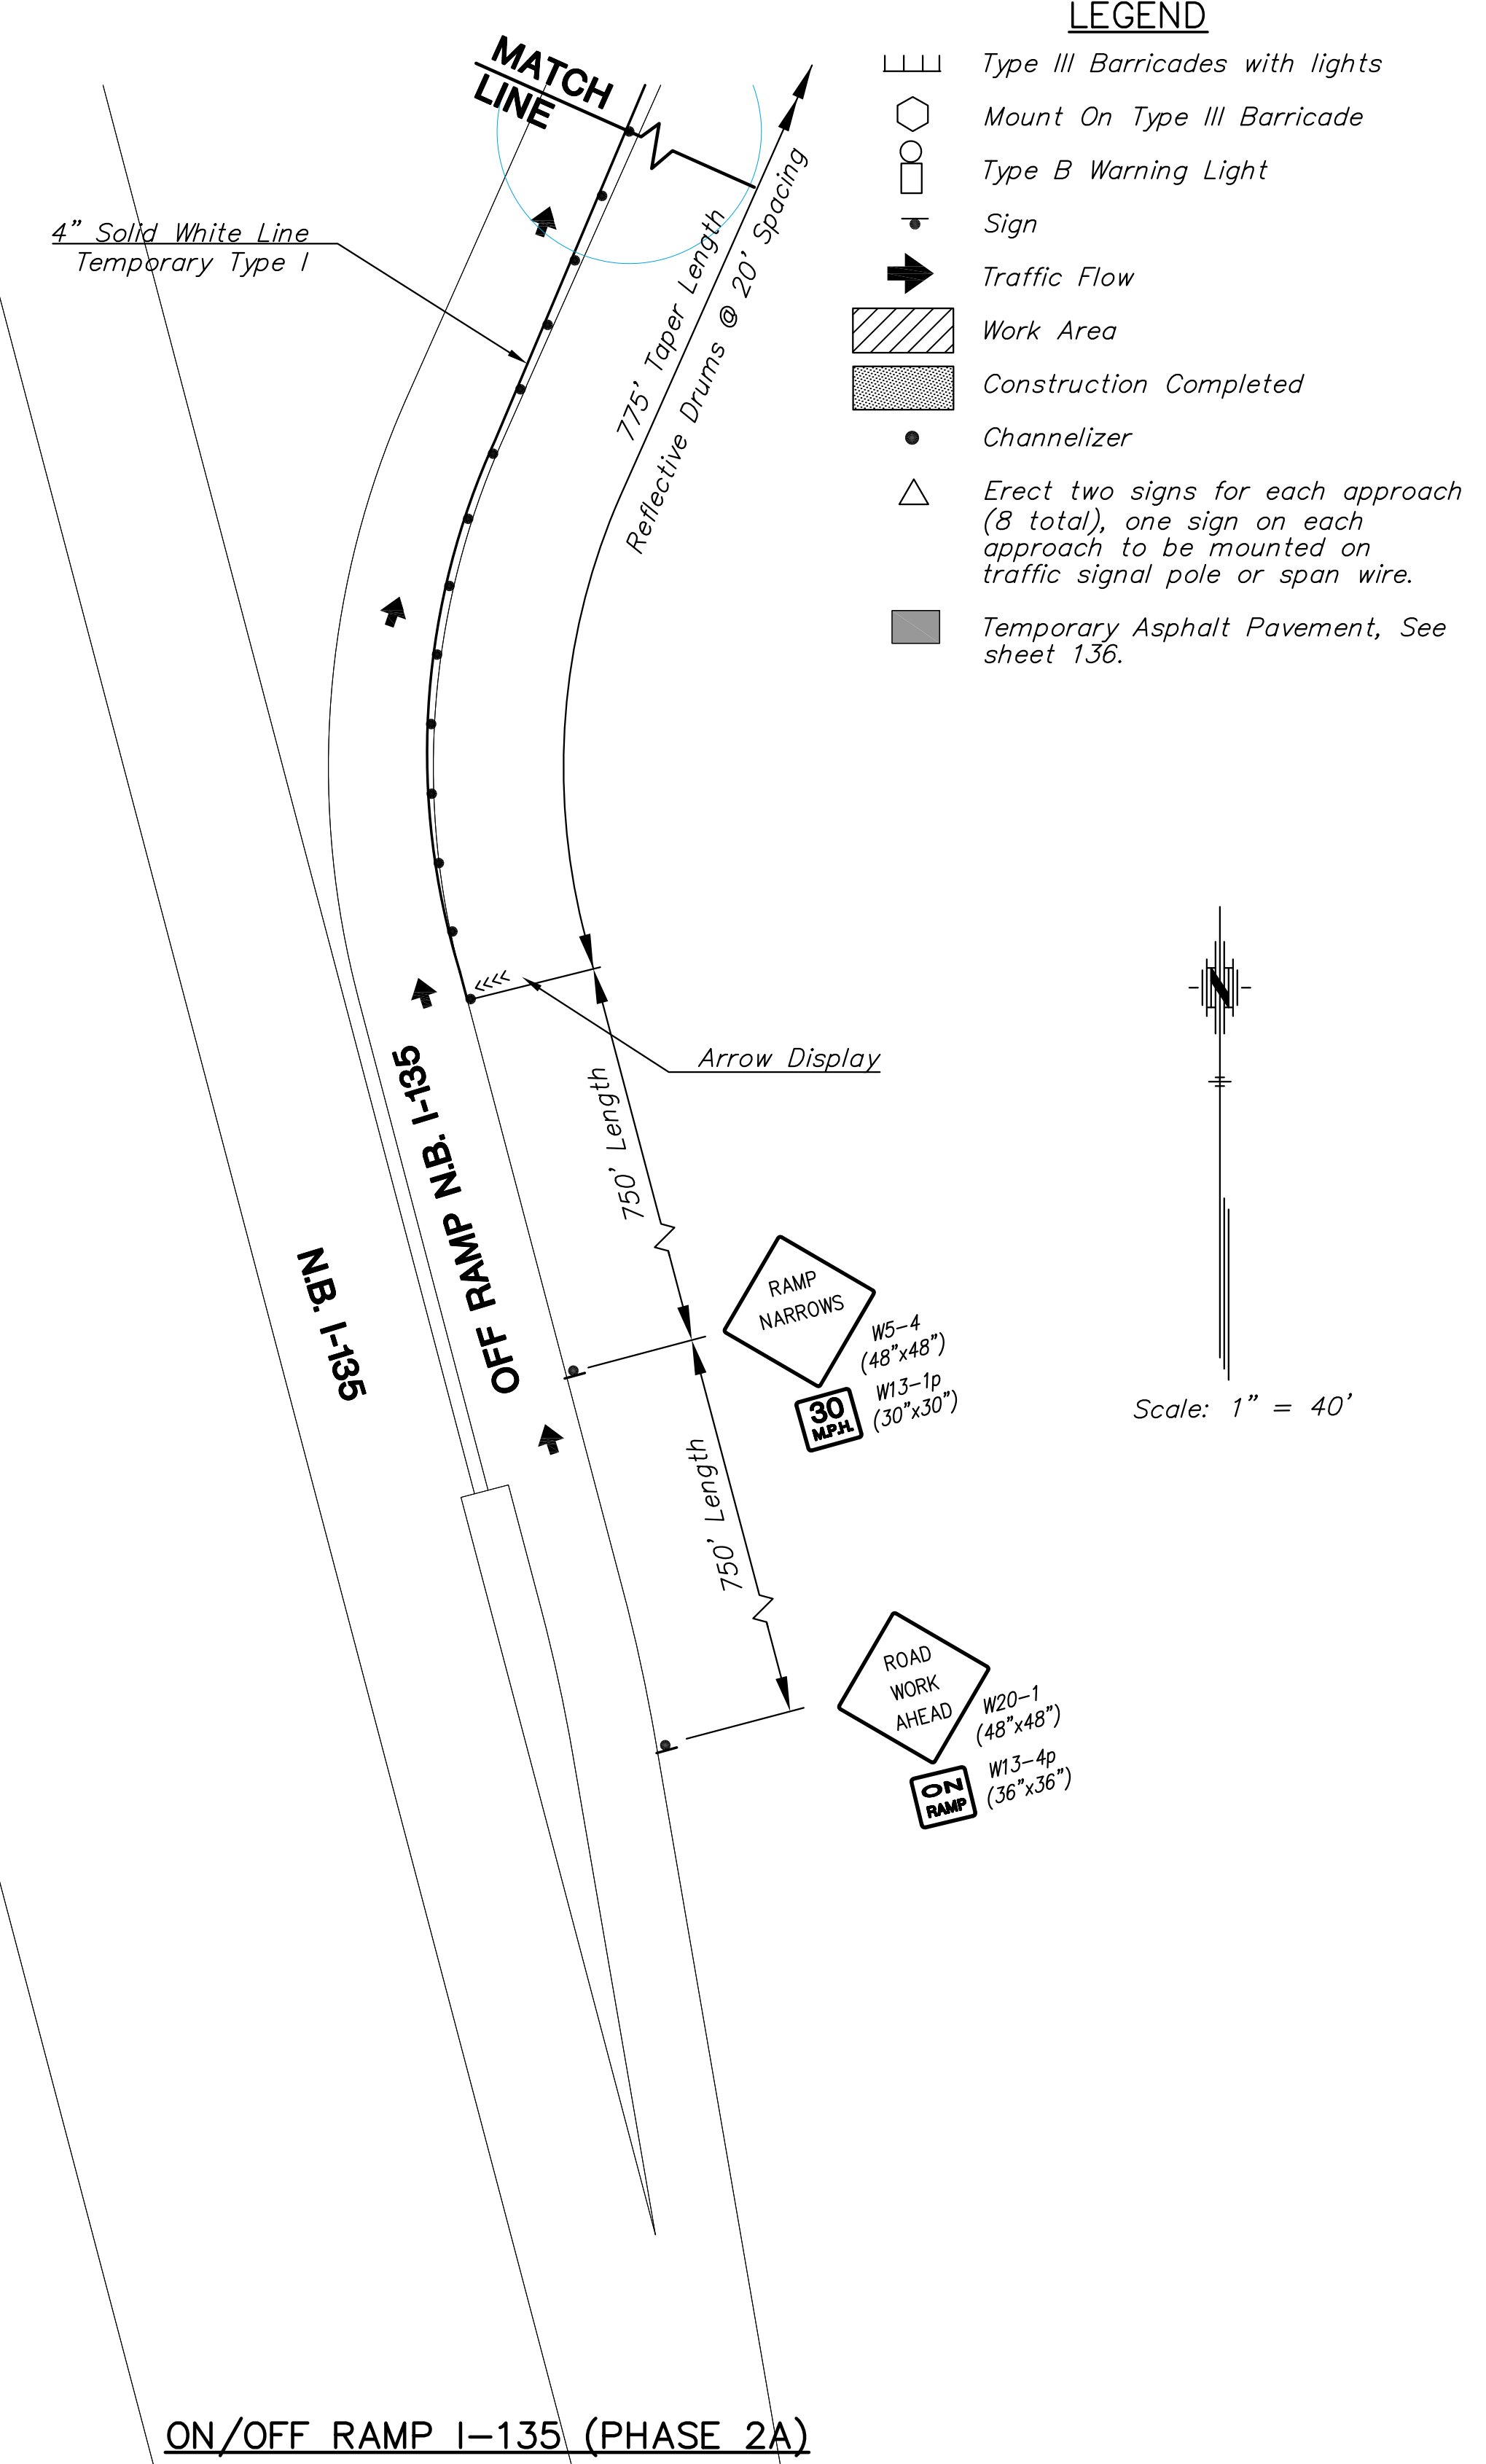 LEGEND
Type III Barricades with lights
Mount On Type III Barricade
Type B Warning Light
Sign
Traffic Flow
Work Area
Construction Completed
Channelizer
Erect two signs for each approach
(8 total), one sign on each
approach to be mounted on
traffic signal pole or span wire.
Temporary Asphalt Pavement, See
sheet 136.
MATCH
LINE
4" Solid White Line
Temporary Type I
775' Taper Length
Reflective Drums @ 20' Spacing
Arrow Display
750' Length
OFF RAMP N.B. I-135
N.B. I-135
RAMP
NARROWS
W5-4
(48"x48")
30
M.P.H.
W13-1p
(30"x30")
750' Length
ROAD
WORK
AHEAD
W20-1
(48"x48")
ON
RAMP
W13-4p
(36"x36")
N
Scale: 1" = 40'
ON/OFF RAMP I-135 (PHASE 2A)